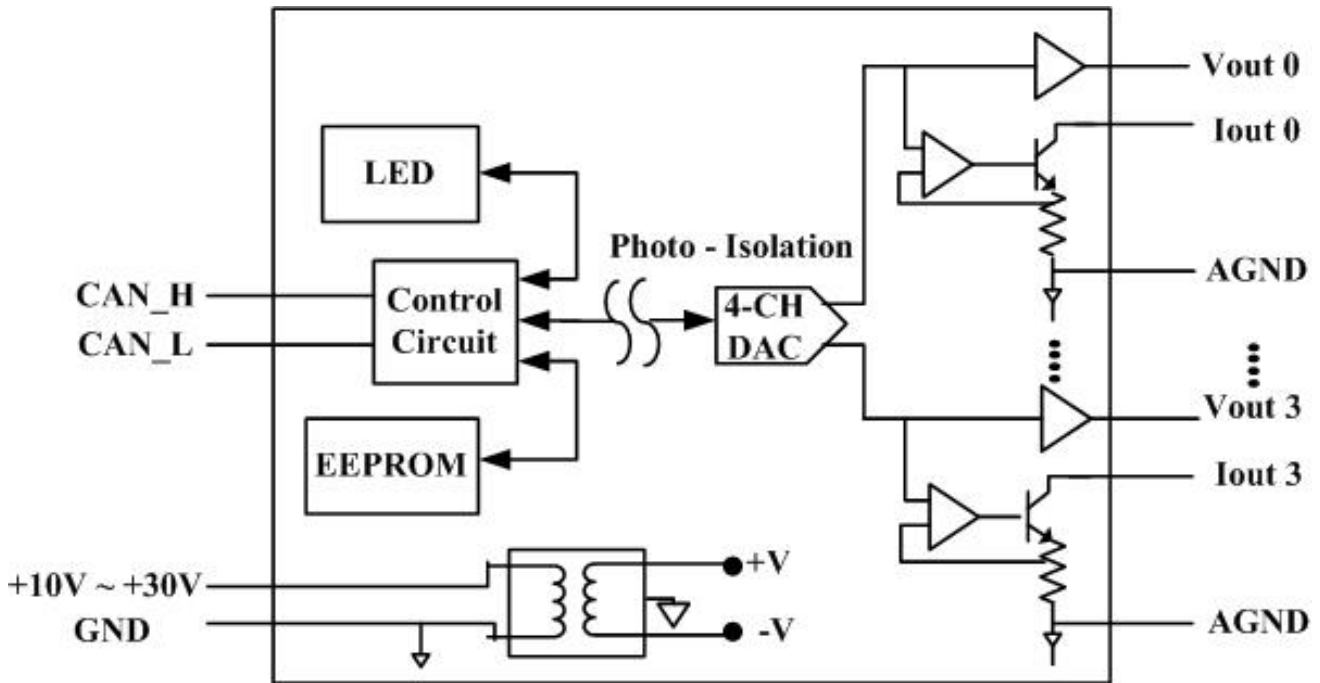 Vout 0
Iout 0
LED
Photo - Isolation
AGND
CAN_H
Control
Circuit
4-CH
DAC
CAN_L
Vout 3
EEPROM
Iout 3
+10V ~ +30V
+V
GND
-V
AGND